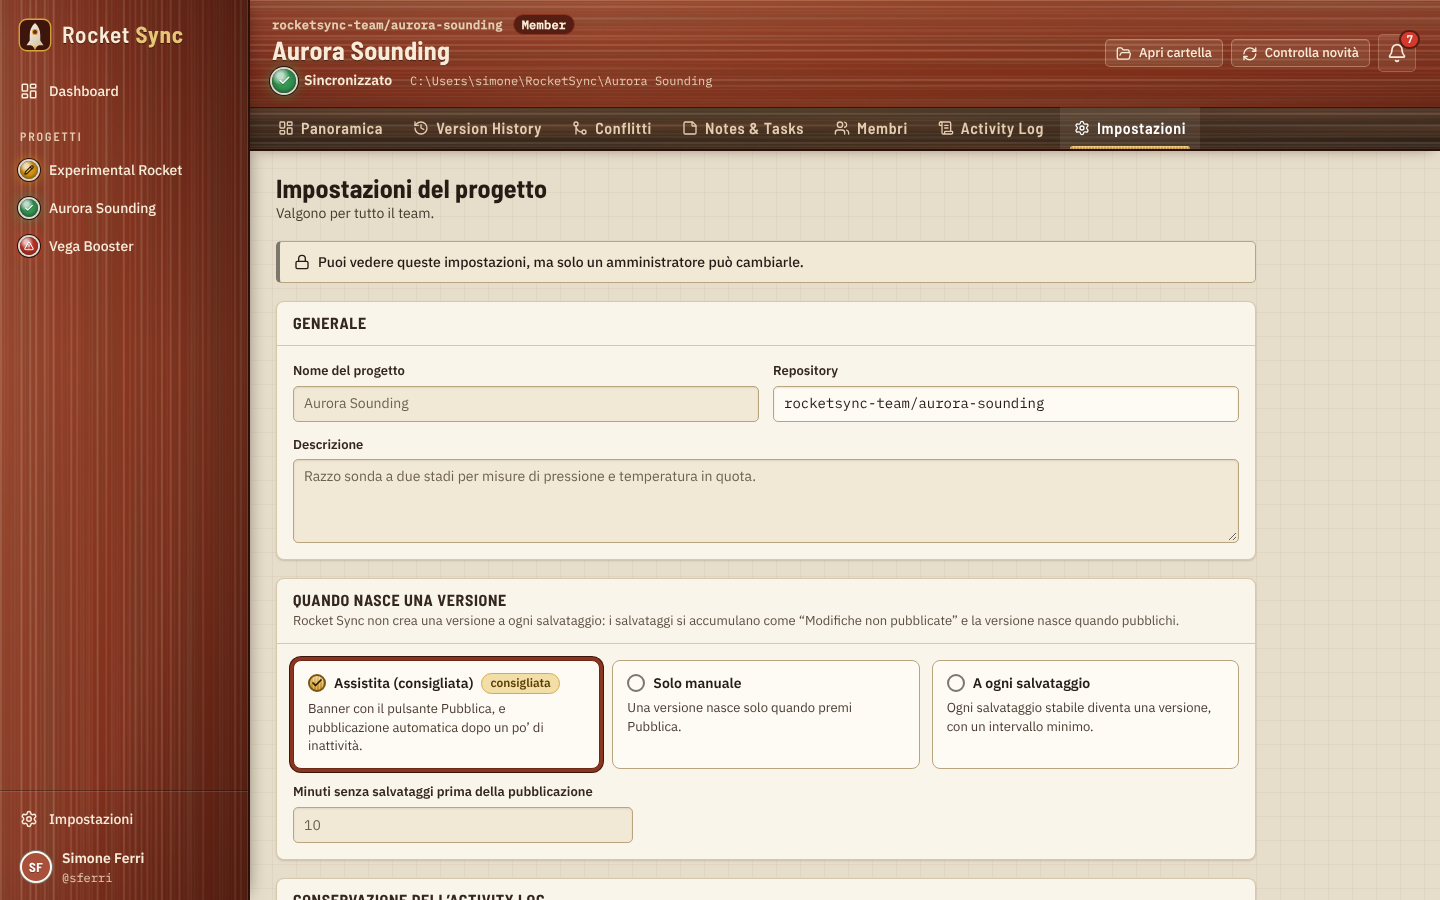 Rocket Sync
Dashboard
PROGETTI
Experimental Rocket
Aurora Sounding
Vega Booster
Impostazioni
SF
Simone Ferri
@sferri
rocketsync-team/aurora-sounding Member
Aurora Sounding
Sincronizzato C:\Users\simone\RocketSync\Aurora Sounding
Apri cartella
Controlla novità
7
Panoramica
Version History
Conflitti
Notes & Tasks
Membri
Activity Log
Impostazioni
Impostazioni del progetto
Valgono per tutto il team.
Puoi vedere queste impostazioni, ma solo un amministratore può cambiarle.
GENERALE
Nome del progetto
Aurora Sounding
Repository
rocketsync-team/aurora-sounding
Descrizione
Razzo sonda a due stadi per misure di pressione e temperatura in quota.
QUANDO NASCE UNA VERSIONE
Rocket Sync non crea una versione a ogni salvataggio: i salvataggi si accumulano come “Modifiche non pubblicate” e la versione nasce quando pubblichi.
Assistita (consigliata) consigliata
Banner con il pulsante Pubblica, e
pubblicazione automatica dopo un po’ di
inattività.
Solo manuale
Una versione nasce solo quando premi
Pubblica.
A ogni salvataggio
Ogni salvataggio stabile diventa una versione,
con un intervallo minimo.
Minuti senza salvataggi prima della pubblicazione
10
CONSERVAZIONE DELL’ACTIVITY LOG